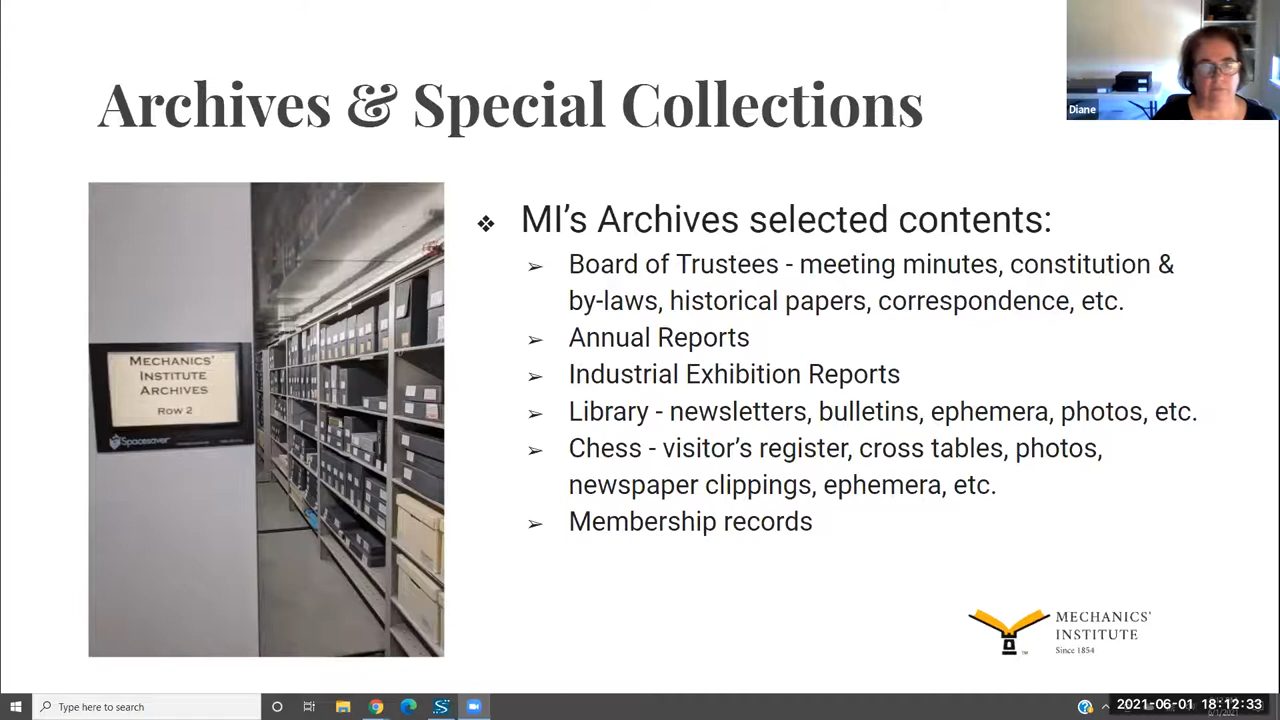 Archives & Special Collections
Diane
❖ MI’s Archives selected contents:
➢ Board of Trustees - meeting minutes, constitution &
by-laws, historical papers, correspondence, etc.
➢ Annual Reports
➢ Industrial Exhibition Reports
➢ Library - newsletters, bulletins, ephemera, photos, etc.
➢ Chess - visitor’s register, cross tables, photos,
newspaper clippings, ephemera, etc.
➢ Membership records
MECHANICS'
INSTITUTE
ARCHIVES
ROW 2
Spacesaver
MECHANICS'
INSTITUTE
Since 1854
TM
Type here to search
2021-06-01 18:12:33